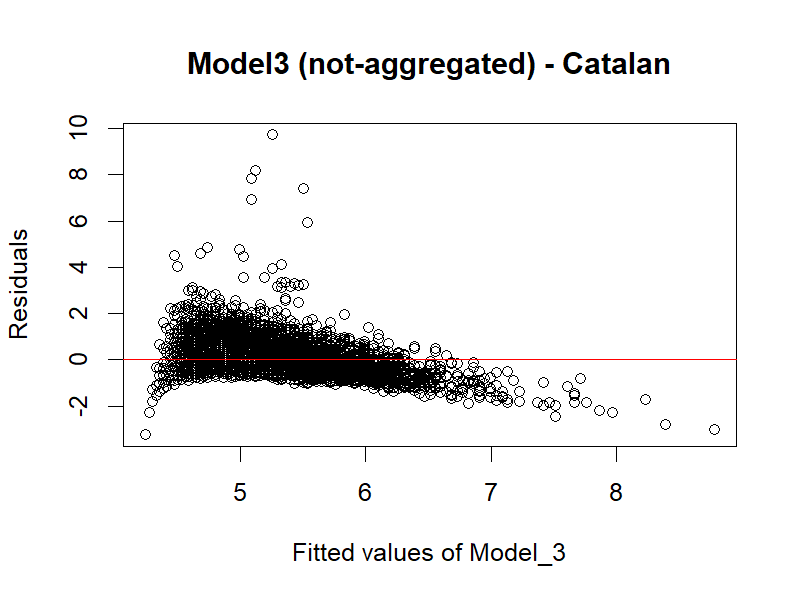 Model3 (not-aggregated) - Catalan
Residuals
10
8
6
4
2
0
-2
5 6 7 8
Fitted values of Model_3